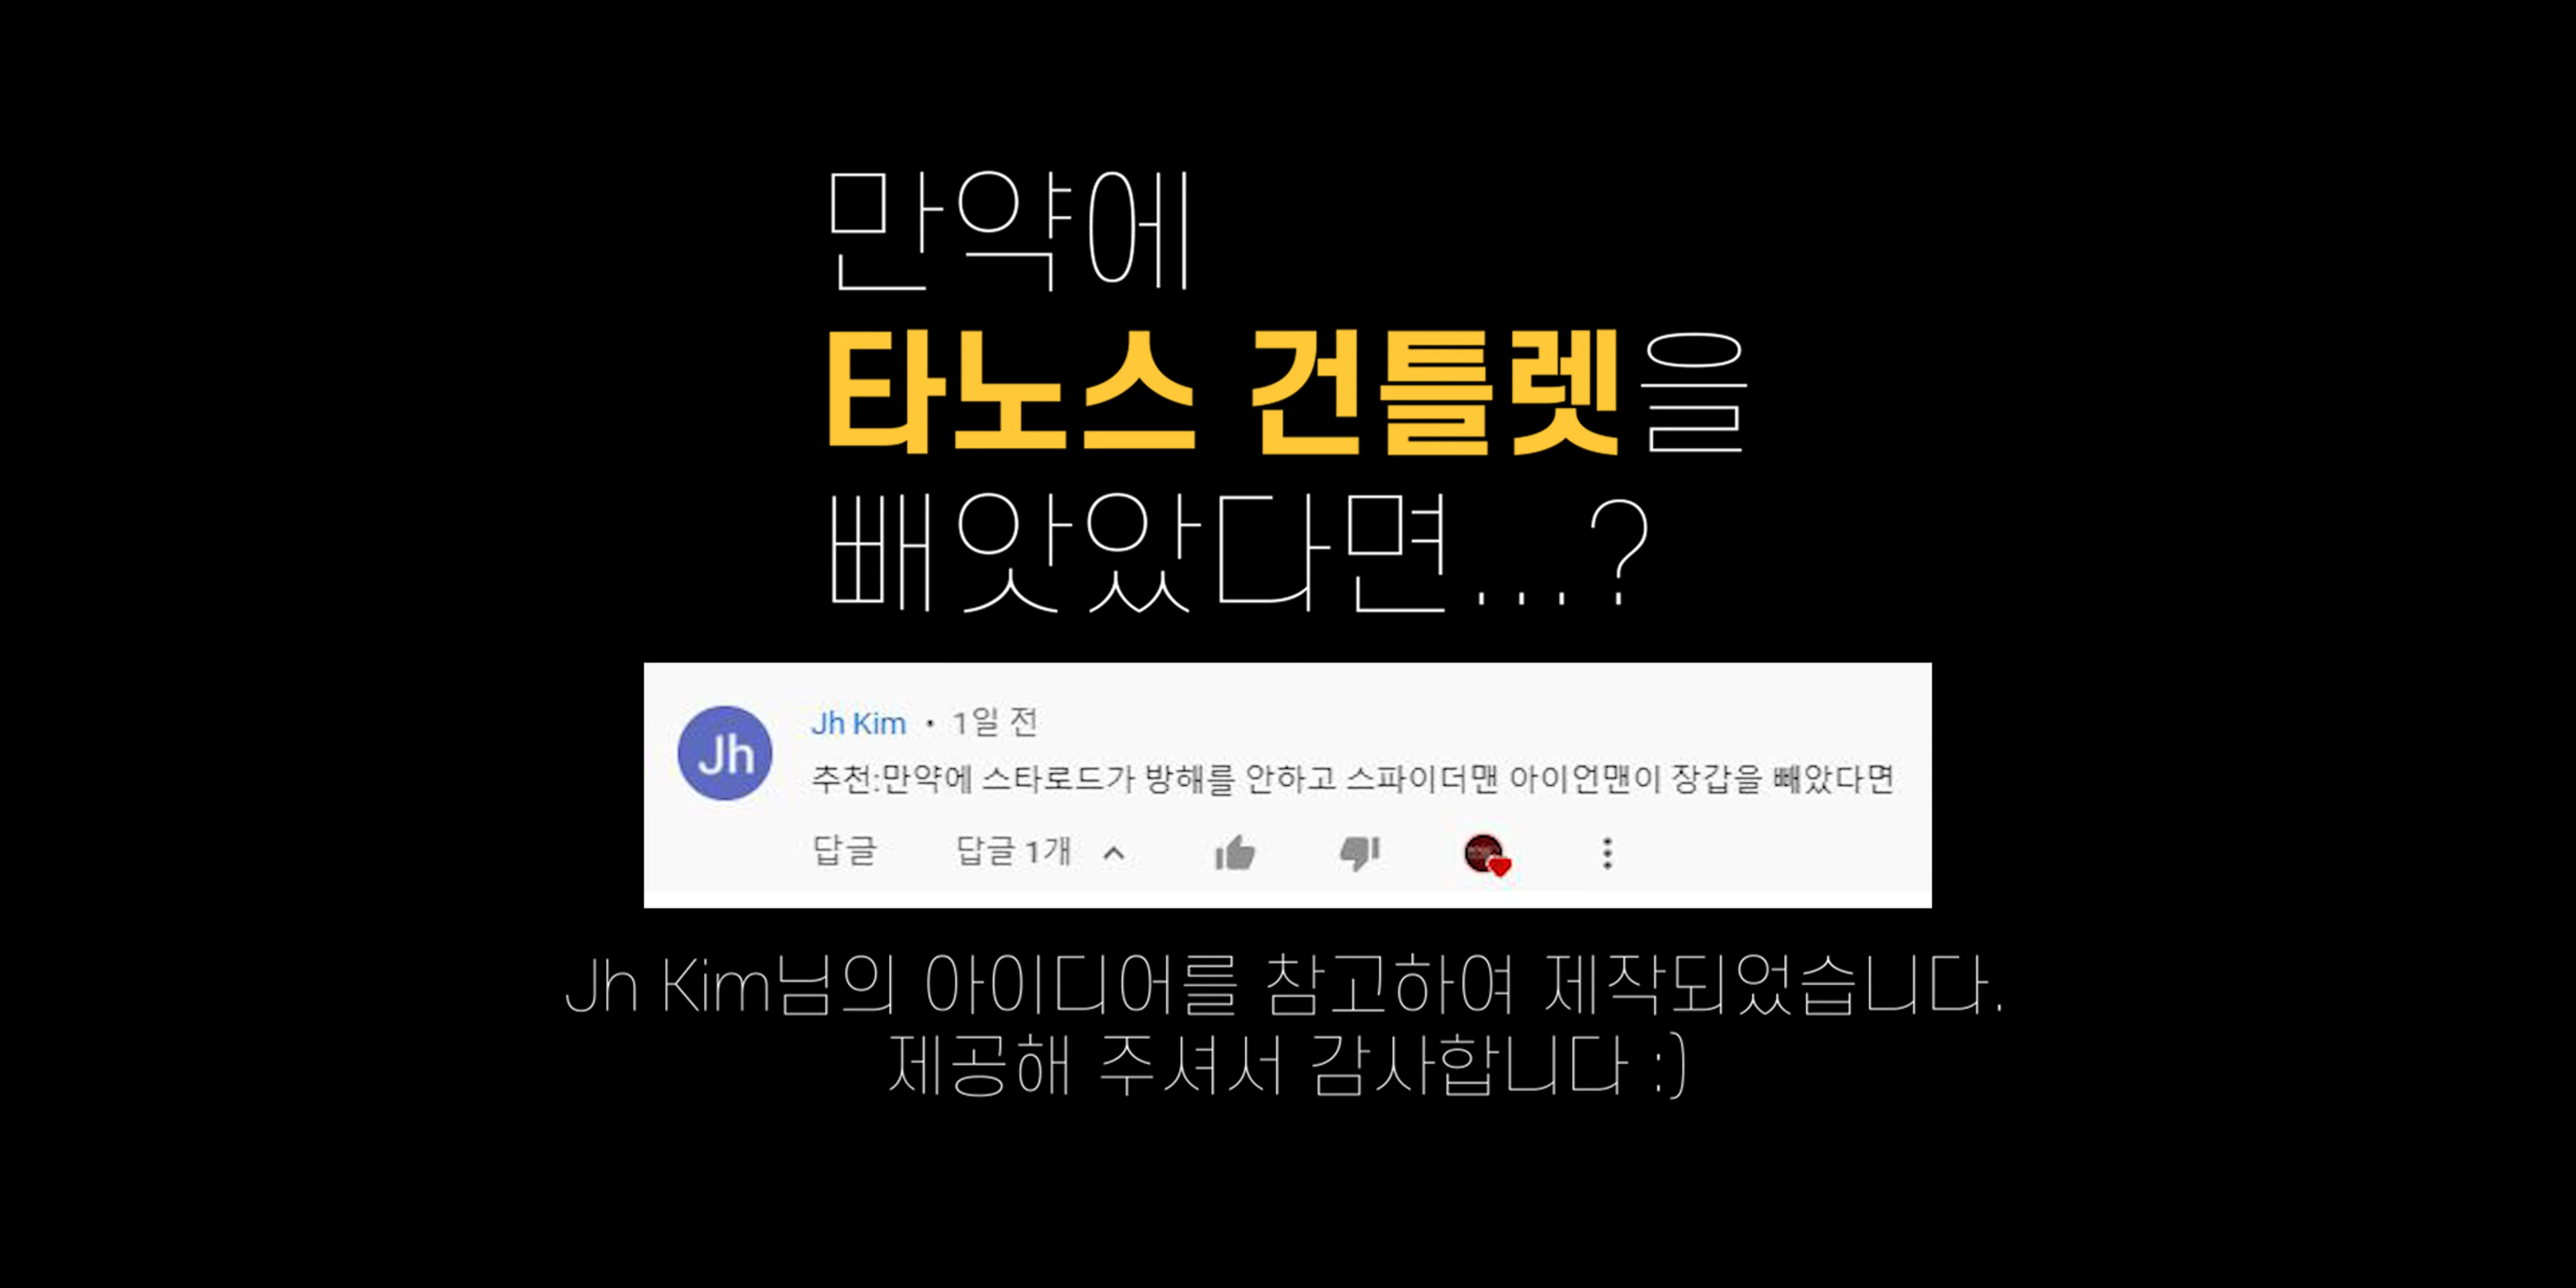 만약에
타노스 건틀렛을
빼앗았다면...?
Jh
Jh Kim • 1일 전
추천:만약에 스타로드가 방해를 안하고 스파이더맨 아이언맨이 장갑을 빼았다면
답글 답글 1개
Jh Kim님의 아이디어를 참고하여 제작되었습니다.
제공해 주셔서 감사합니다 :)